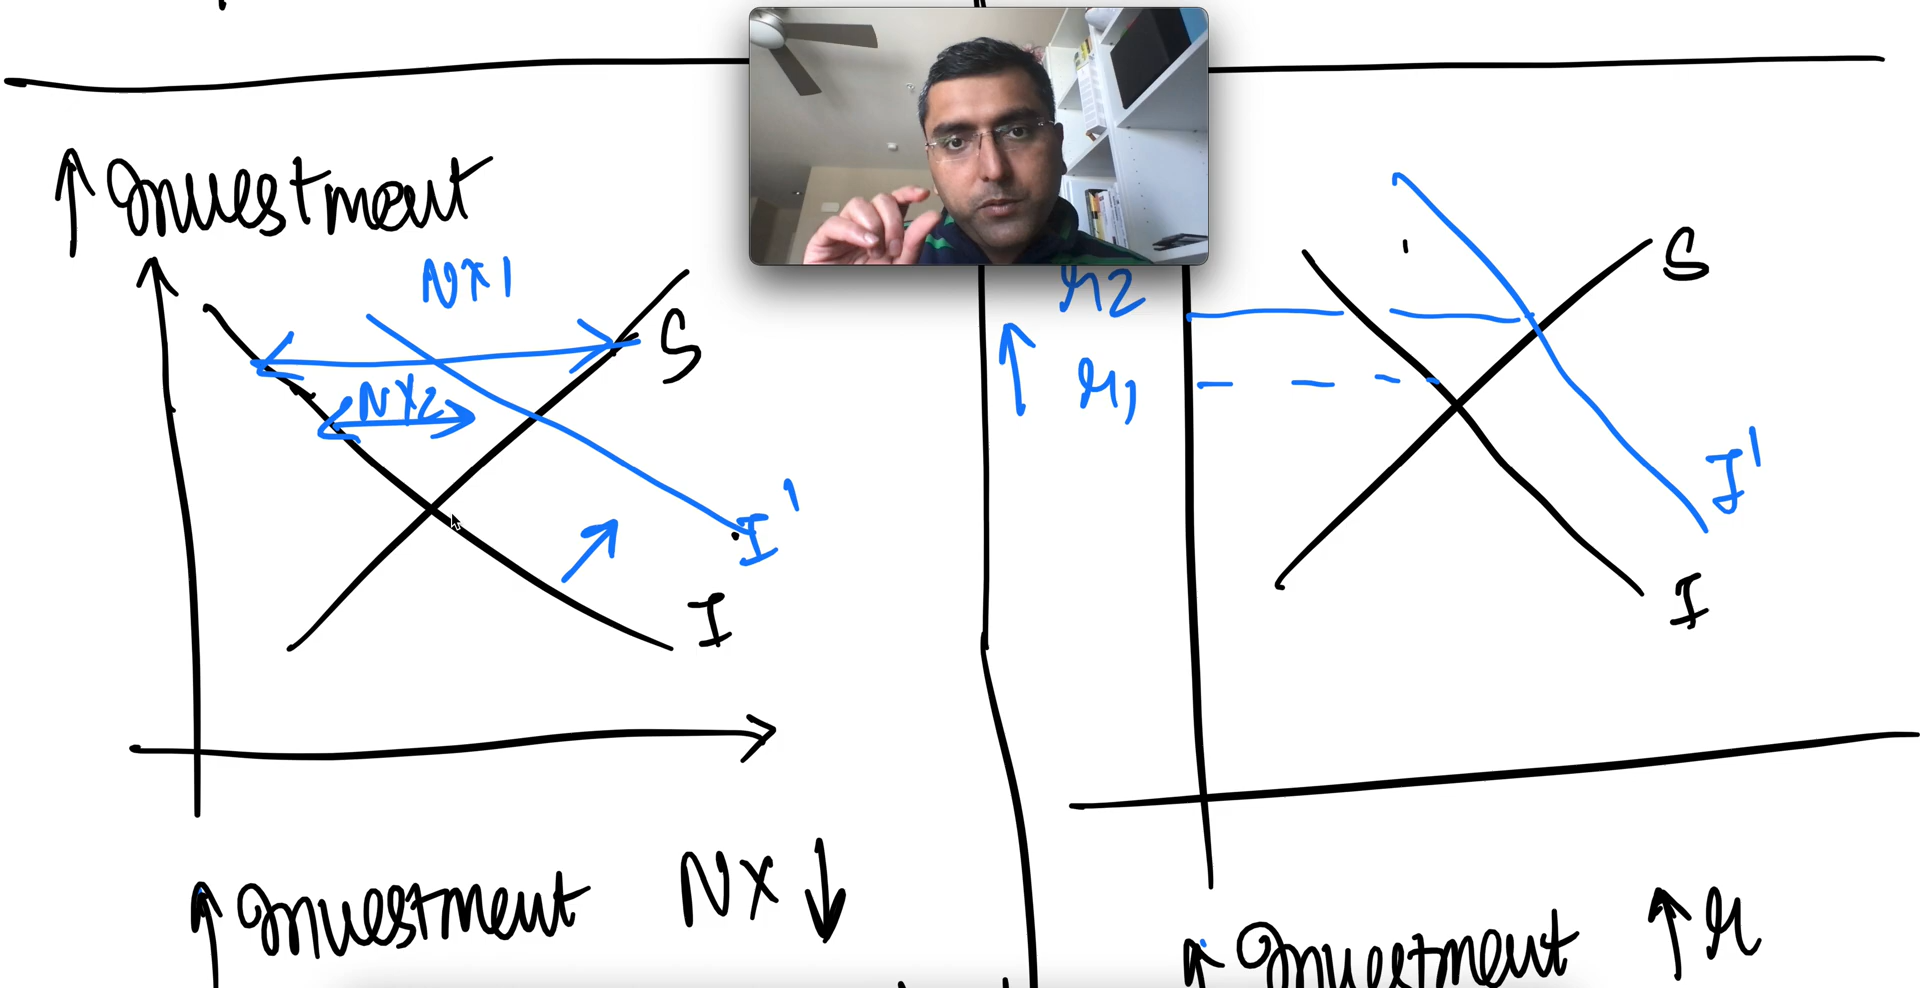 ↑ Investment
NX1
S
NX2
I'
I
↑ Investment NX ↓
r2
↑ r1
S
I'
I
↑ Investment ↑ r